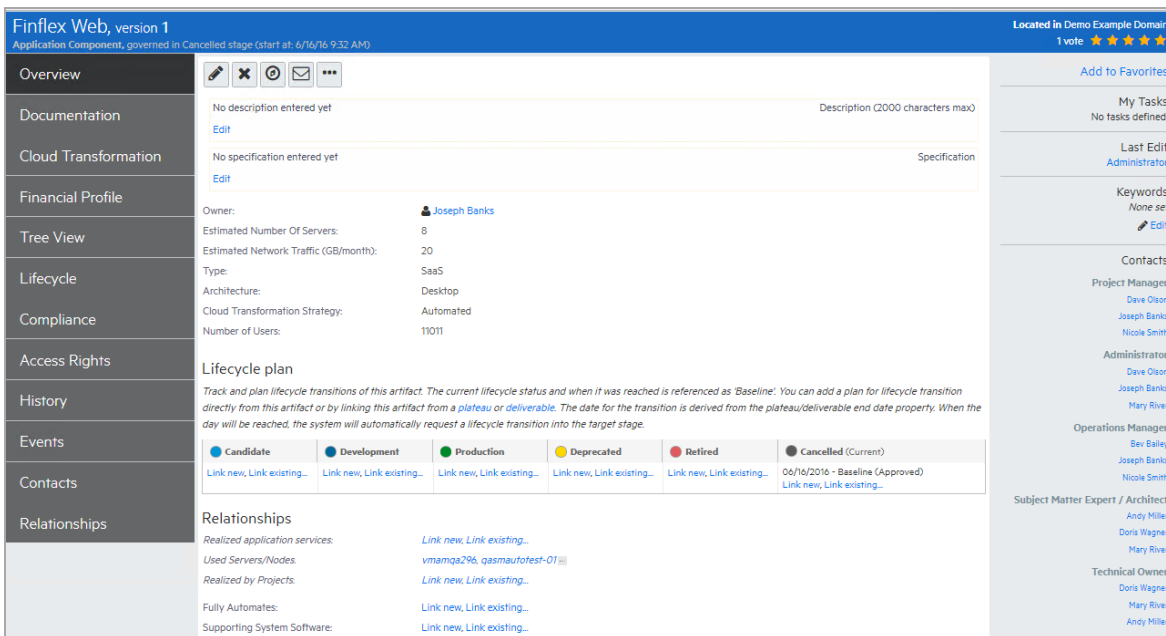 Finflex Web, version 1
Application Component, governed in Cancelled stage (start at: 6/16/16 9:32 AM)
Located in Demo Example Domain
1 vote
Overview
Documentation
Cloud Transformation
Financial Profile
Tree View
Lifecycle
Compliance
Access Rights
History
Events
Contacts
Relationships
No description entered yet
Description (2000 characters max)
Edit
No specification entered yet
Specification
Edit
Owner: Joseph Banks
Estimated Number Of Servers: 8
Estimated Network Traffic (GB/month): 20
Type: SaaS
Architecture: Desktop
Cloud Transformation Strategy: Automated
Number of Users: 11011
Lifecycle plan
Track and plan lifecycle transitions of this artifact. The current lifecycle status and when it was reached is referenced as 'Baseline'. You can add a plan for lifecycle transition
directly from this artifact or by linking this artifact from a plateau or deliverable. The date for the transition is derived from the plateau/deliverable end date property. When the
day will be reached, the system will automatically request a lifecycle transition into the target stage.
Candidate Development Production Deprecated Retired Cancelled (Current)
Link new, Link existing... Link new, Link existing... Link new, Link existing... Link new, Link existing... Link new, Link existing... 06/16/2016 - Baseline (Approved)
Link new, Link existing...
Relationships
Realized application services: Link new, Link existing...
Used Servers/Nodes: vmamqa296, qasmautotest-01 ...
Realized by Projects: Link new, Link existing...
Fully Automates: Link new, Link existing...
Supporting System Software: Link new, Link existing...
Add to Favorites
My Tasks
No tasks defined
Last Edit
Administrator
Keywords
None se
Edit
Contacts
Project Manager
Dave Olson
Joseph Banks
Nicole Smith
Administrator
Dave Olson
Joseph Banks
Mary River
Operations Manager
Bev Bailey
Joseph Banks
Nicole Smith
Subject Matter Expert / Architect
Andy Miller
Doris Wagner
Mary River
Technical Owner
Doris Wagner
Mary River
Andy Miller